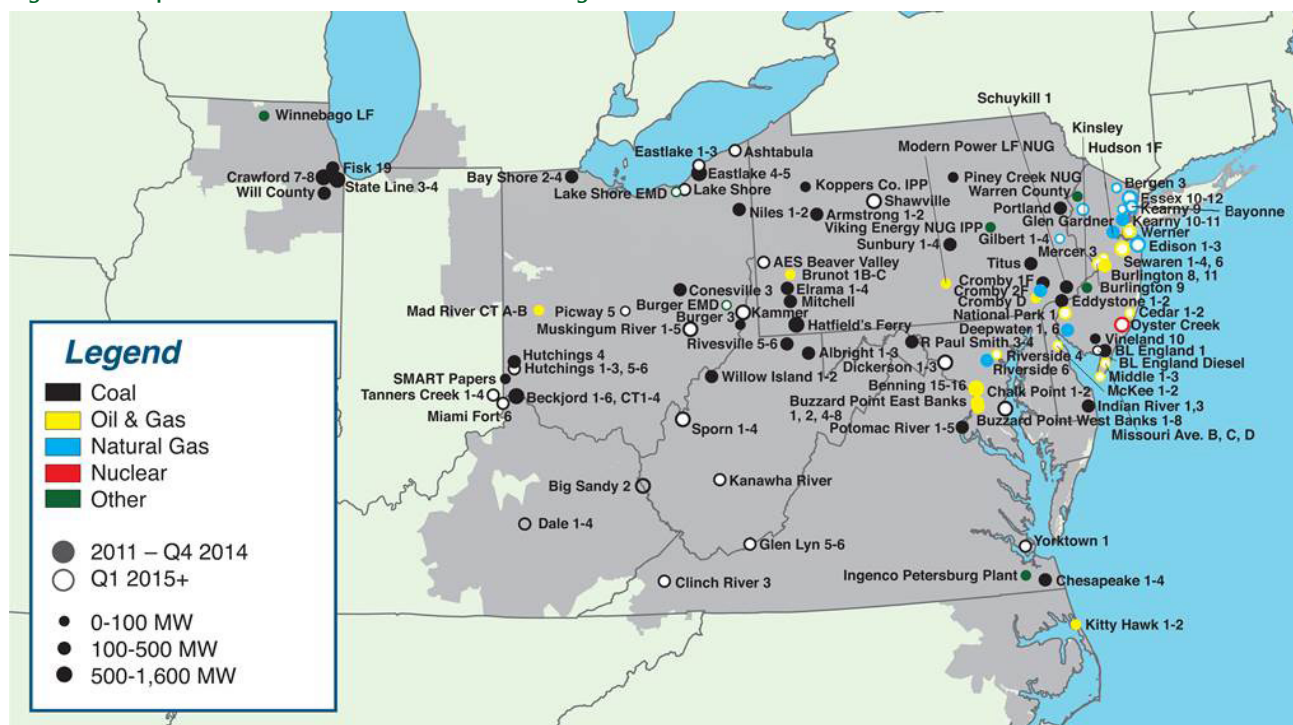 Schuykill 1
Kinsley
Hudson 1F
Modern Power LF NUG
Winnebago LF
Eastlake 1-3
Ashtabula
Fisk 19
Crawford 7-8
State Line 3-4
Will County
Bay Shore 2-4
Eastlake 4-5
Lake Shore EMD
Lake Shore
Koppers Co. IPP
Piney Creek NUG
Warren County
Bergen 3
Essex 10-12
Shawville
Portland
Kearny 9
Bayonne
Niles 1-2
Armstrong 1-2
Glen Gardner
Kearny 10-11
Viking Energy NUG IPP
Werner
Sunbury 1-4
Gilbert 1-4
Edison 1-3
Mercer 3
AES Beaver Valley
Titus
Sewaren 1-4, 6
Brunot 1B-C
Cromby 1F
Burlington 8, 11
Conesville 3
Elrama 1-4
Cromby 2F
Burlington 9
Mitchell
Cromby D
Eddystone 1-2
Mad River CT A-B
Picway 5
Burger EMD
Kammer
National Park 1
Cedar 1-2
Burger 3
Hatfield's Ferry
Deepwater 1, 6
Oyster Creek
Muskingum River 1-5
Vineland 10
Rivesville 5-6
R Paul Smith 3-4
BL England 1
Albright 1-3
Riverside 4
BL England Diesel
Hutchings 4
Dickerson 1-3
Riverside 6
Hutchings 1-3, 5-6
Middle 1-3
SMART Papers
Willow Island 1-2
Benning 15-16
McKee 1-2
Tanners Creek 1-4
Beckjord 1-6, CT1-4
Chalk Point 1-2
Buzzard Point East Banks
1, 2, 4-8
Indian River 1,3
Miami Fort 6
Sporn 1-4
Buzzard Point West Banks 1-8
Potomac River 1-5
Missouri Ave. B, C, D
Big Sandy 2
Kanawha River
Dale 1-4
Glen Lyn 5-6
Yorktown 1
Clinch River 3
Ingenco Petersburg Plant
Chesapeake 1-4
Kitty Hawk 1-2
Legend
Coal
Oil & Gas
Natural Gas
Nuclear
Other
2011 – Q4 2014
Q1 2015+
0-100 MW
100-500 MW
500-1,600 MW